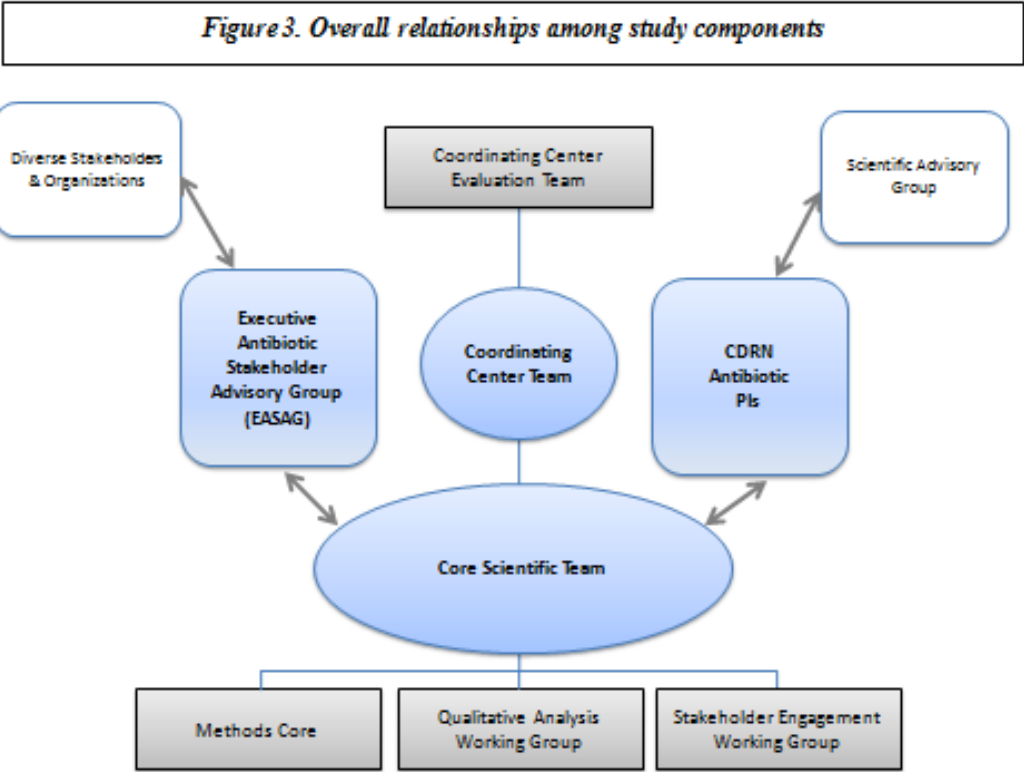 Figure 3. Overall relationships among study components
Diverse Stakeholders
& Organizations
Coordinating Center
Evaluation Team
Scientific Advisory
Group
Executive
Antibiotic
Stakeholder
Advisory Group
(EASAG)
Coordinating
Center Team
CDRN
Antibiotic
PIs
Core Scientific Team
Methods Core
Qualitative Analysis
Working Group
Stakeholder Engagement
Working Group